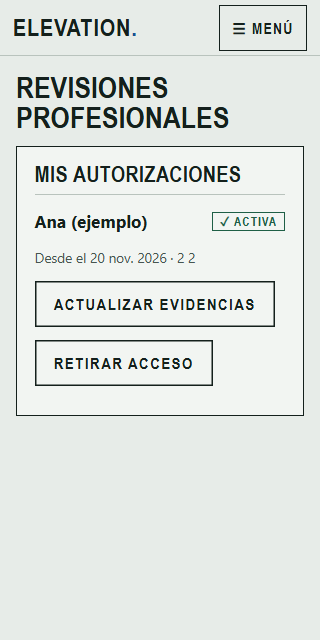 ELEVATION.
☰ MENÚ
REVISIONES
PROFESIONALES
MIS AUTORIZACIONES
Ana (ejemplo)
✓ ACTIVA
Desde el 20 nov. 2026 · 2 2
ACTUALIZAR EVIDENCIAS
RETIRAR ACCESO